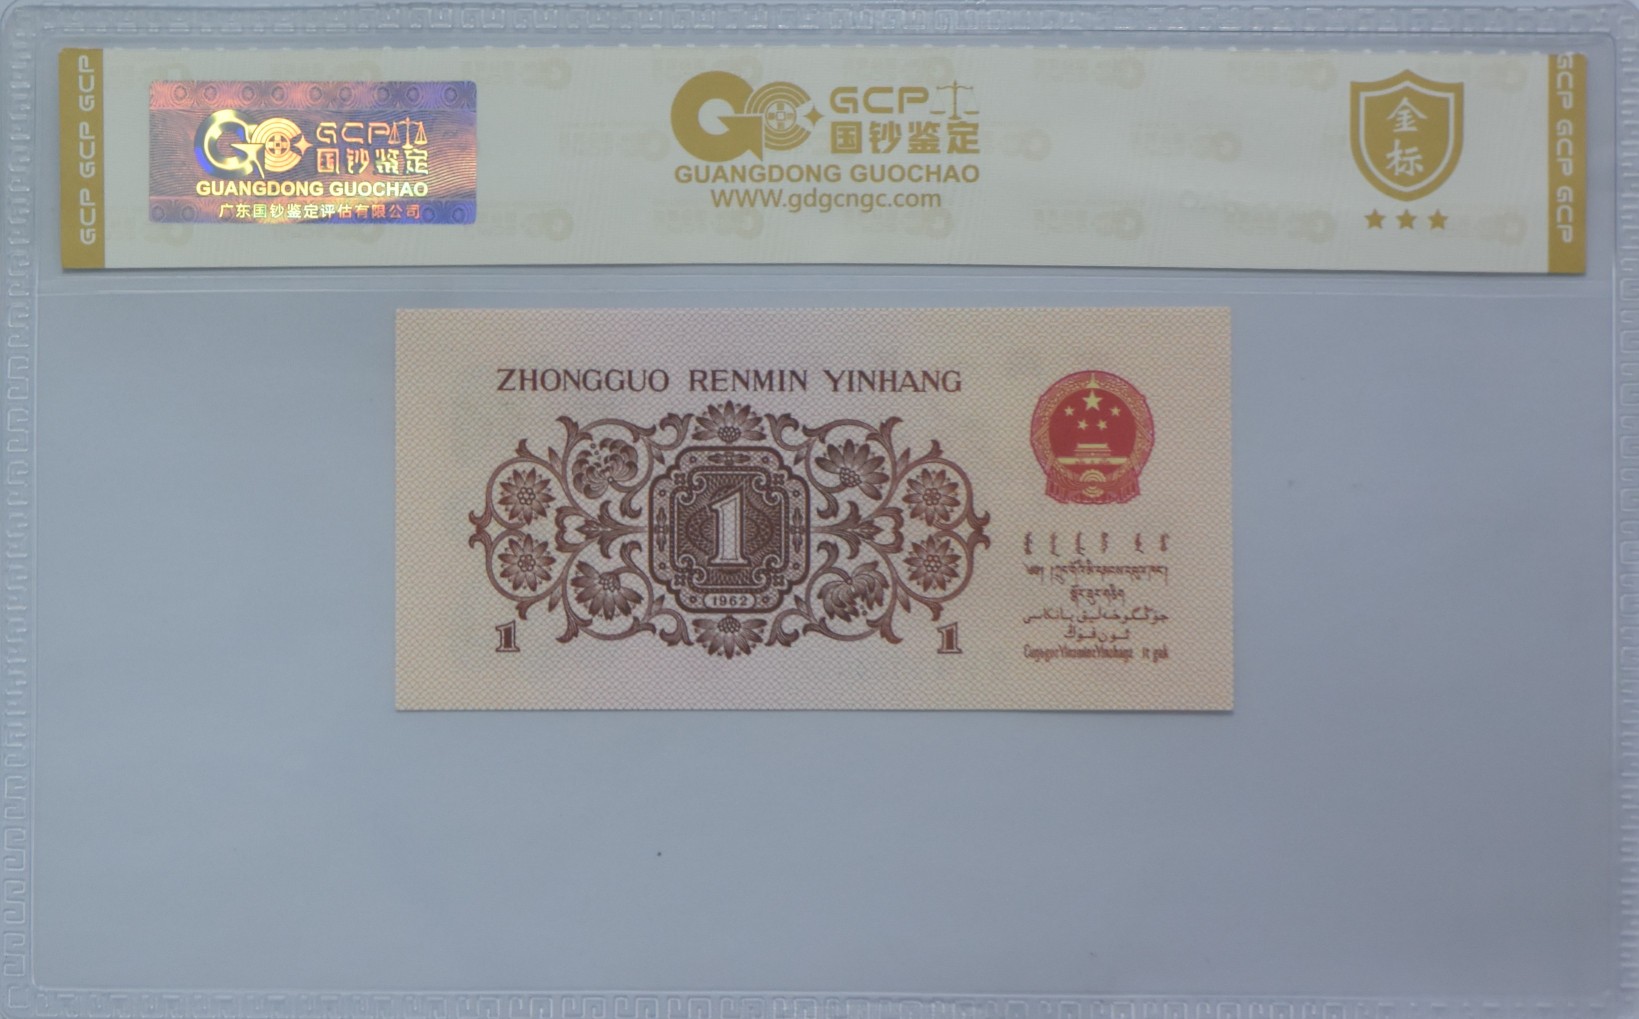 GCP GCP GCP
GCP
国钞鉴定
GUANGDONG GUOCHAO
广东国钞鉴定评估有限公司
GCP
国钞鉴定
GUANGDONG GUOCHAO
www.gdgcngc.com
金
标
GCP GCP GCP
ZHONGGUO RENMIN YINHANG
1
1962
1
1